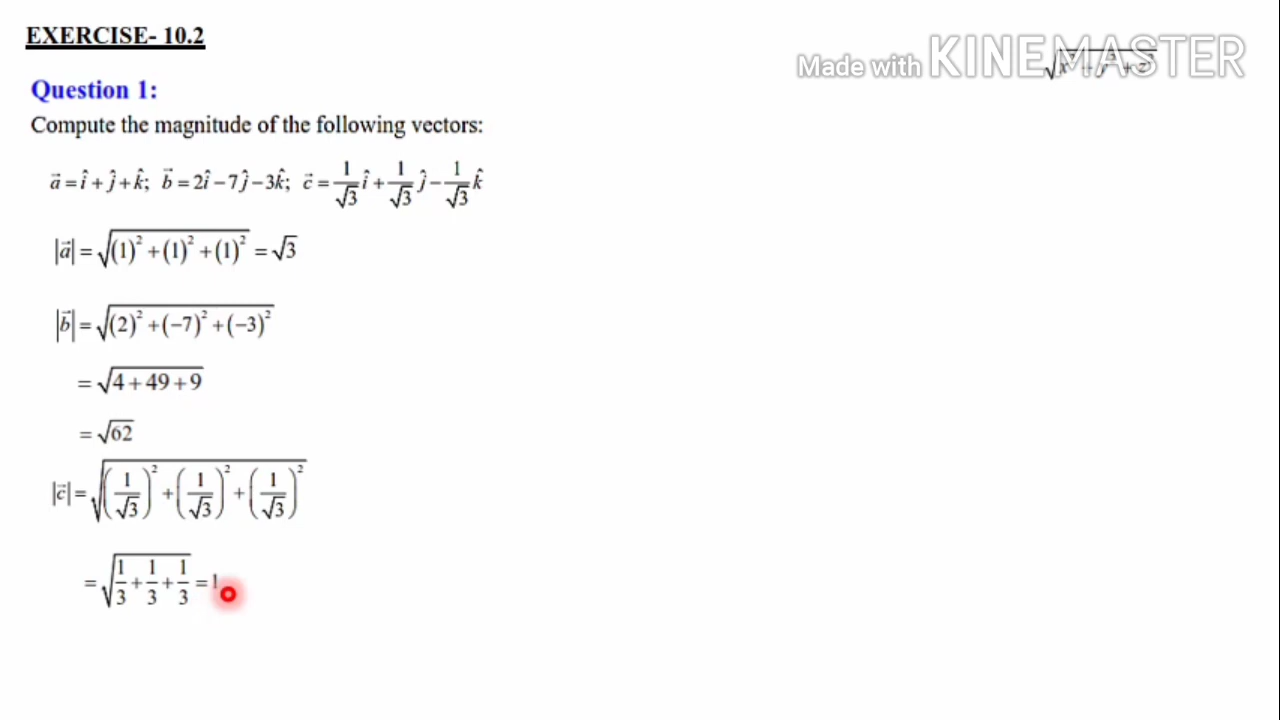 EXERCISE- 10.2
Made with KINEMASTER
Question 1:
Compute the magnitude of the following vectors:
a⃗ = î + ĵ + k̂; b⃗ = 2î − 7ĵ − 3k̂; c⃗ = 1/√3 î + 1/√3 ĵ − 1/√3 k̂
|a⃗| = √((1)² + (1)² + (1)²) = √3
|b⃗| = √((2)² + (−7)² + (−3)²)
= √(4 + 49 + 9)
= √62
|c⃗| = √((1/√3)² + (1/√3)² + (1/√3)²)
= √(1/3 + 1/3 + 1/3) = 1